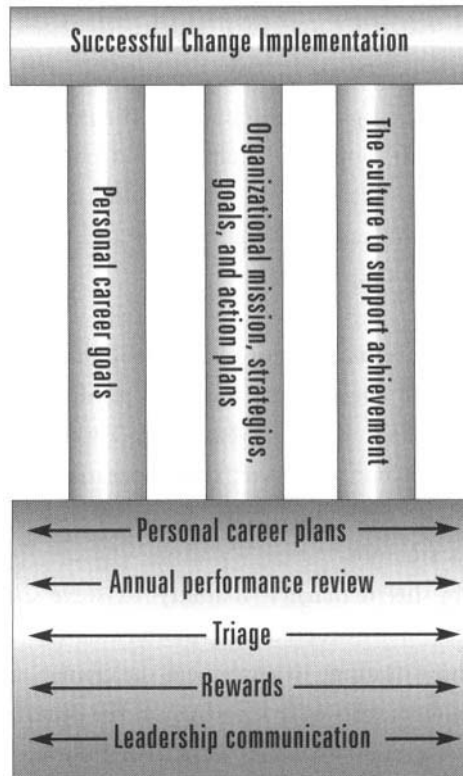 Successful Change Implementation
Personal career goals
Organizational mission, strategies,
goals, and action plans
The culture to support achievement
Personal career plans
Annual performance review
Triage
Rewards
Leadership communication